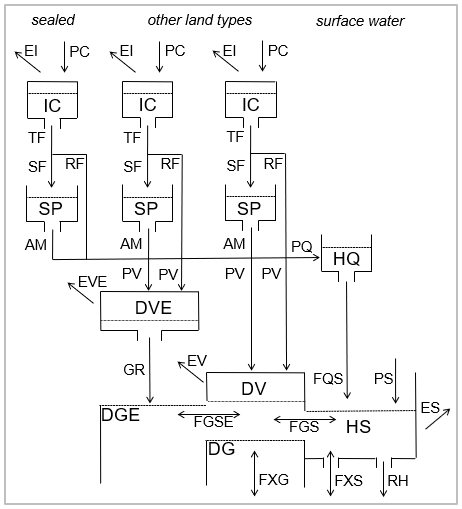 sealed other land types surface water
EI PC EI PC EI PC
IC IC IC
TF TF TF
SF RF SF RF SF RF
SP SP SP
AM AM AM PQ
HQ
PV PV PV PV
EVE
DVE
GR EV FQS PS
DV
DGE FGSE FGS HS ES
DG
FXG FXS RH